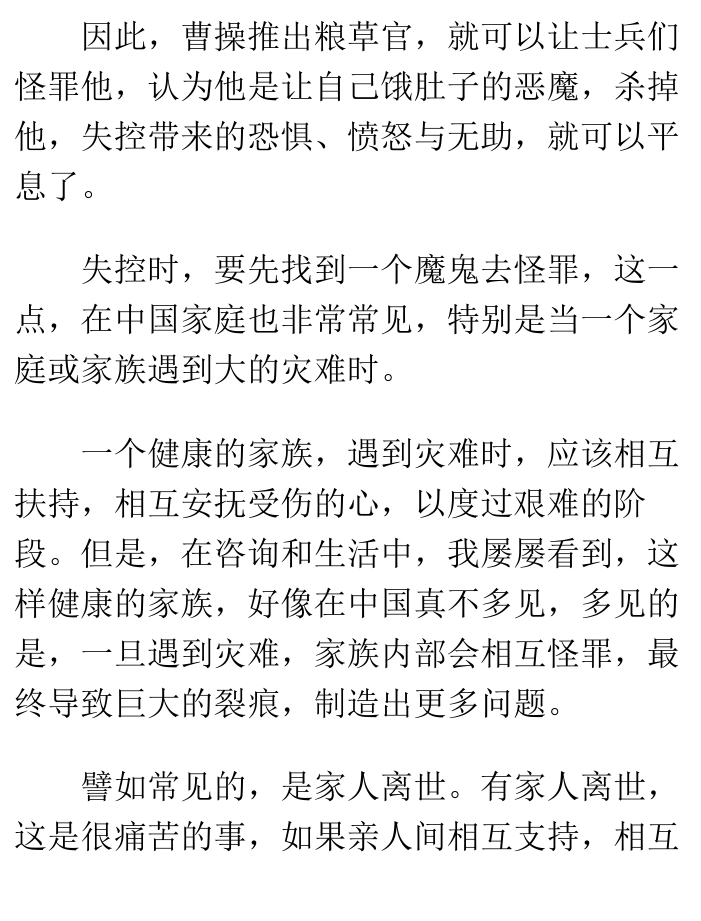 因此，曹操推出粮草官，就可以让士兵们
怪罪他，认为他是让自己饿肚子的恶魔，杀掉
他，失控带来的恐惧、愤怒与无助，就可以平
息了。
失控时，要先找到一个魔鬼去怪罪，这一
点，在中国家庭也非常常见，特别是当一个家
庭或家族遇到大的灾难时。
一个健康的家族，遇到灾难时，应该相互
扶持，相互安抚受伤的心，以度过艰难的阶
段。但是，在咨询和生活中，我屡屡看到，这
样健康的家族，好像在中国真不多见，多见的
是，一旦遇到灾难，家族内部会相互怪罪，最
终导致巨大的裂痕，制造出更多问题。
譬如常见的，是家人离世。有家人离世，
这是很痛苦的事，如果亲人间相互支持，相互